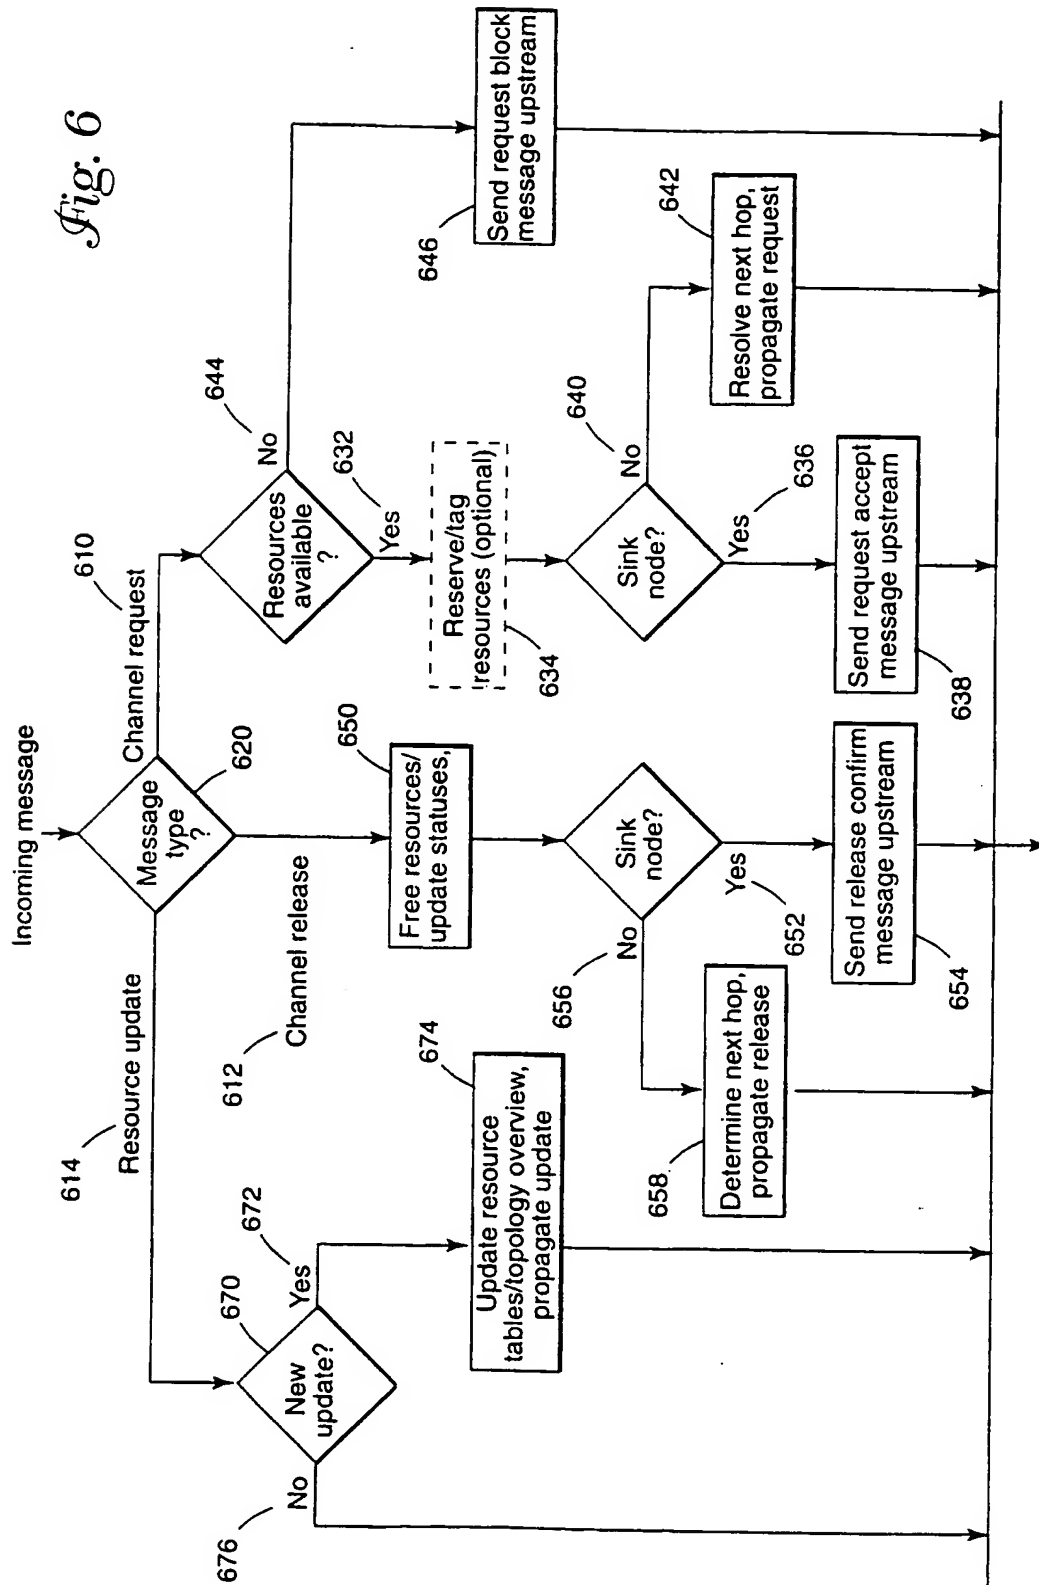 Fig. 6
Incoming message
Message
type
?
620
614
Resource update
612
Channel release
610
Channel request
670
New
update?
676
No
672
Yes
674
Update resource
tables/topology overview,
propagate update
650
Free resources/
update statuses,
Sink
node?
656
No
658
Determine next hop,
propagate release
Yes
652
Send release confirm
message upstream
654
Resources
available
?
644
No
646
Send request block
message upstream
632
Yes
Reserve/tag
resources (optional)
634
Sink
node?
640
No
642
Resolve next hop,
propagate request
Yes
636
Send request accept
message upstream
638